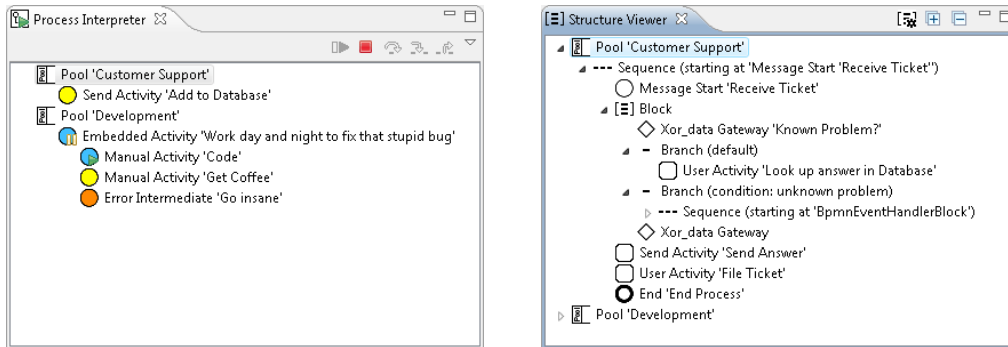 Process Interpreter
Pool 'Customer Support'
Send Activity 'Add to Database'
Pool 'Development'
Embedded Activity 'Work day and night to fix that stupid bug'
Manual Activity 'Code'
Manual Activity 'Get Coffee'
Error Intermediate 'Go insane'
[Ξ] Structure Viewer
Pool 'Customer Support'
Sequence (starting at 'Message Start 'Receive Ticket'')
Message Start 'Receive Ticket'
[Ξ] Block
Xor_data Gateway 'Known Problem?'
Branch (default)
User Activity 'Look up answer in Database'
Branch (condition: unknown problem)
Sequence (starting at 'BpmnEventHandlerBlock')
Xor_data Gateway
Send Activity 'Send Answer'
User Activity 'File Ticket'
End 'End Process'
Pool 'Development'